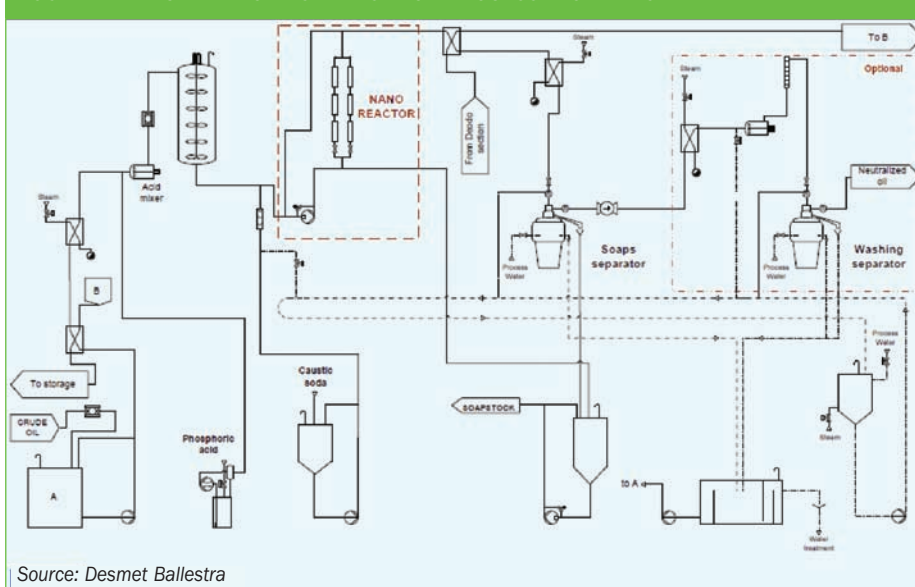 To B
Optional
Steam
Steam
NANO
REACTOR
From Deodo
section
Acid
mixer
Neutralized
oil
Steam
Soaps
separator
Washing
separator
Process
Water
Process
Water
B
Process
Water
To storage
Caustic
soda
CRUDE
OIL
SOAPSTOCK
Phosphoric
acid
Steam
A
to A
Water
treatment
Source: Desmet Ballestra